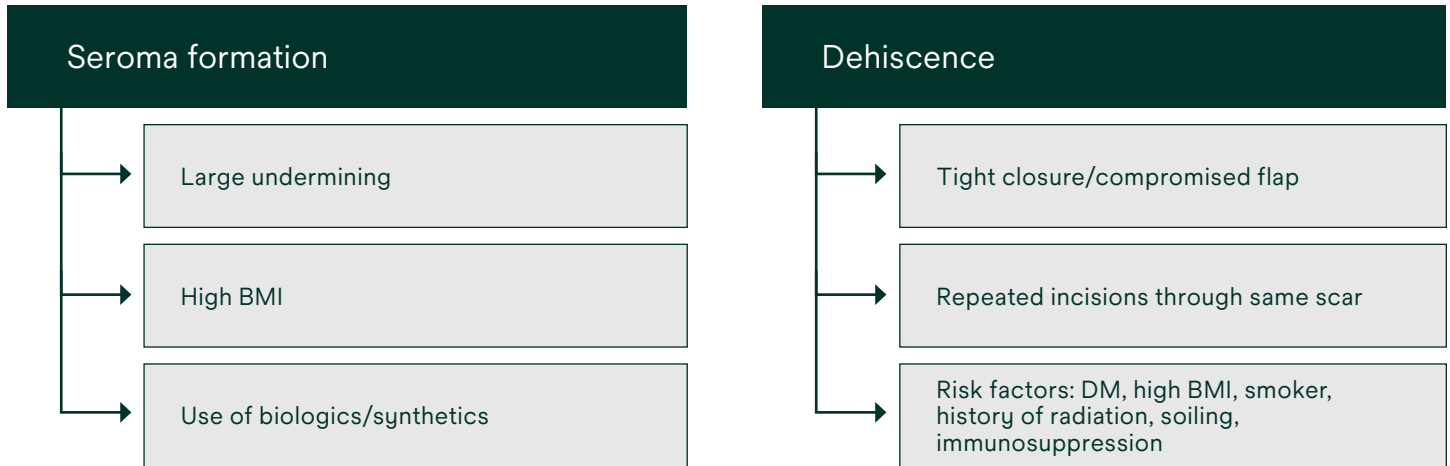 Seroma formation
Large undermining
High BMI
Use of biologics/synthetics
Dehiscence
Tight closure/compromised flap
Repeated incisions through same scar
Risk factors: DM, high BMI, smoker,
history of radiation, soiling,
immunosuppression